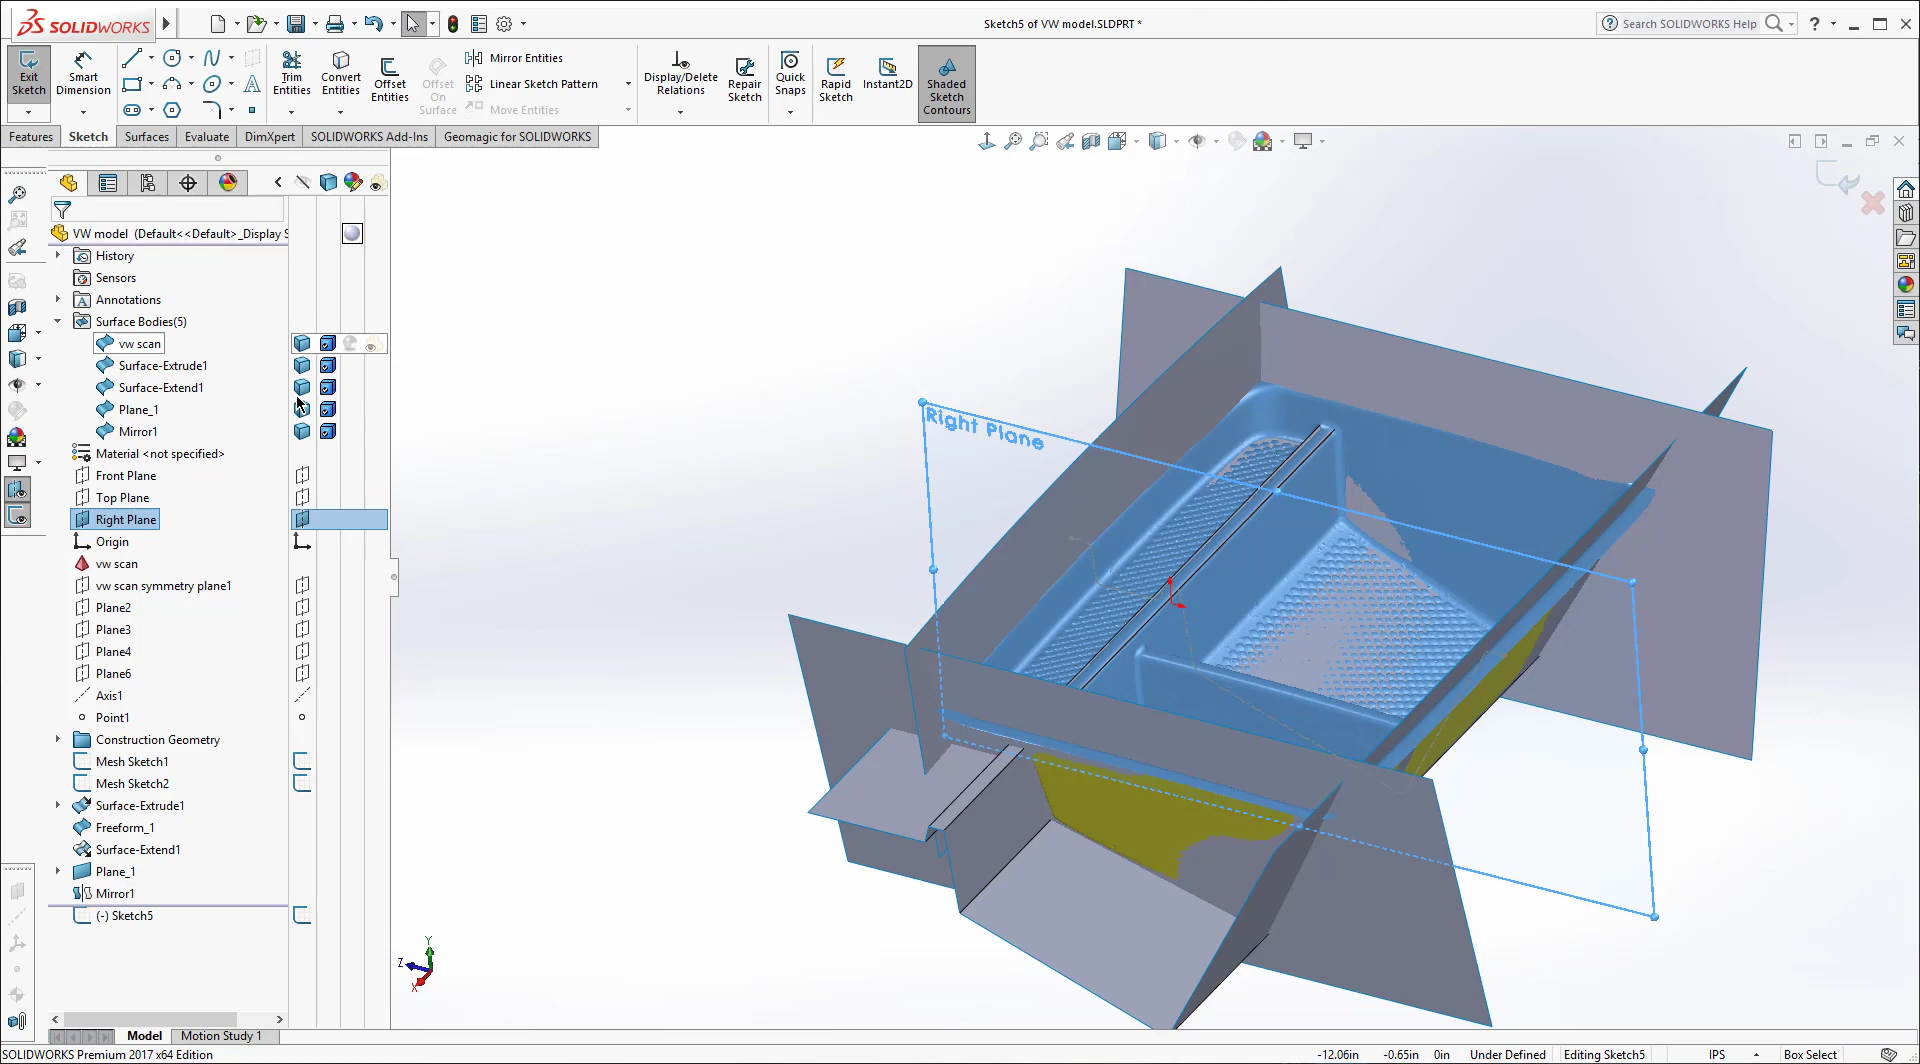 SOLIDWORKS
Sketch5 of VW model.SLDPRT *
Search SOLIDWORKS Help
Exit Sketch
Smart Dimension
Trim Entities
Convert Entities
Offset Entities
Offset On Surface
Mirror Entities
Linear Sketch Pattern
Move Entities
Display/Delete Relations
Repair Sketch
Quick Snaps
Rapid Sketch
Instant2D
Shaded Sketch Contours
Features
Sketch
Surfaces
Evaluate
DimXpert
SOLIDWORKS Add-Ins
Geomagic for SOLIDWORKS
VW model (Default<<Default>_Display S
History
Sensors
Annotations
Surface Bodies(5)
vw scan
Surface-Extrude1
Surface-Extend1
Plane_1
Mirror1
Material <not specified>
Front Plane
Top Plane
Right Plane
Origin
vw scan
vw scan symmetry plane1
Plane2
Plane3
Plane4
Plane6
Axis1
Point1
Construction Geometry
Mesh Sketch1
Mesh Sketch2
Surface-Extrude1
Freeform_1
Surface-Extend1
Plane_1
Mirror1
(-) Sketch5
Right Plane
Y
Z
X
Model
Motion Study 1
SOLIDWORKS Premium 2017 x64 Edition
-12.06in
-0.65in
0in
Under Defined
Editing Sketch5
IPS
Box Select